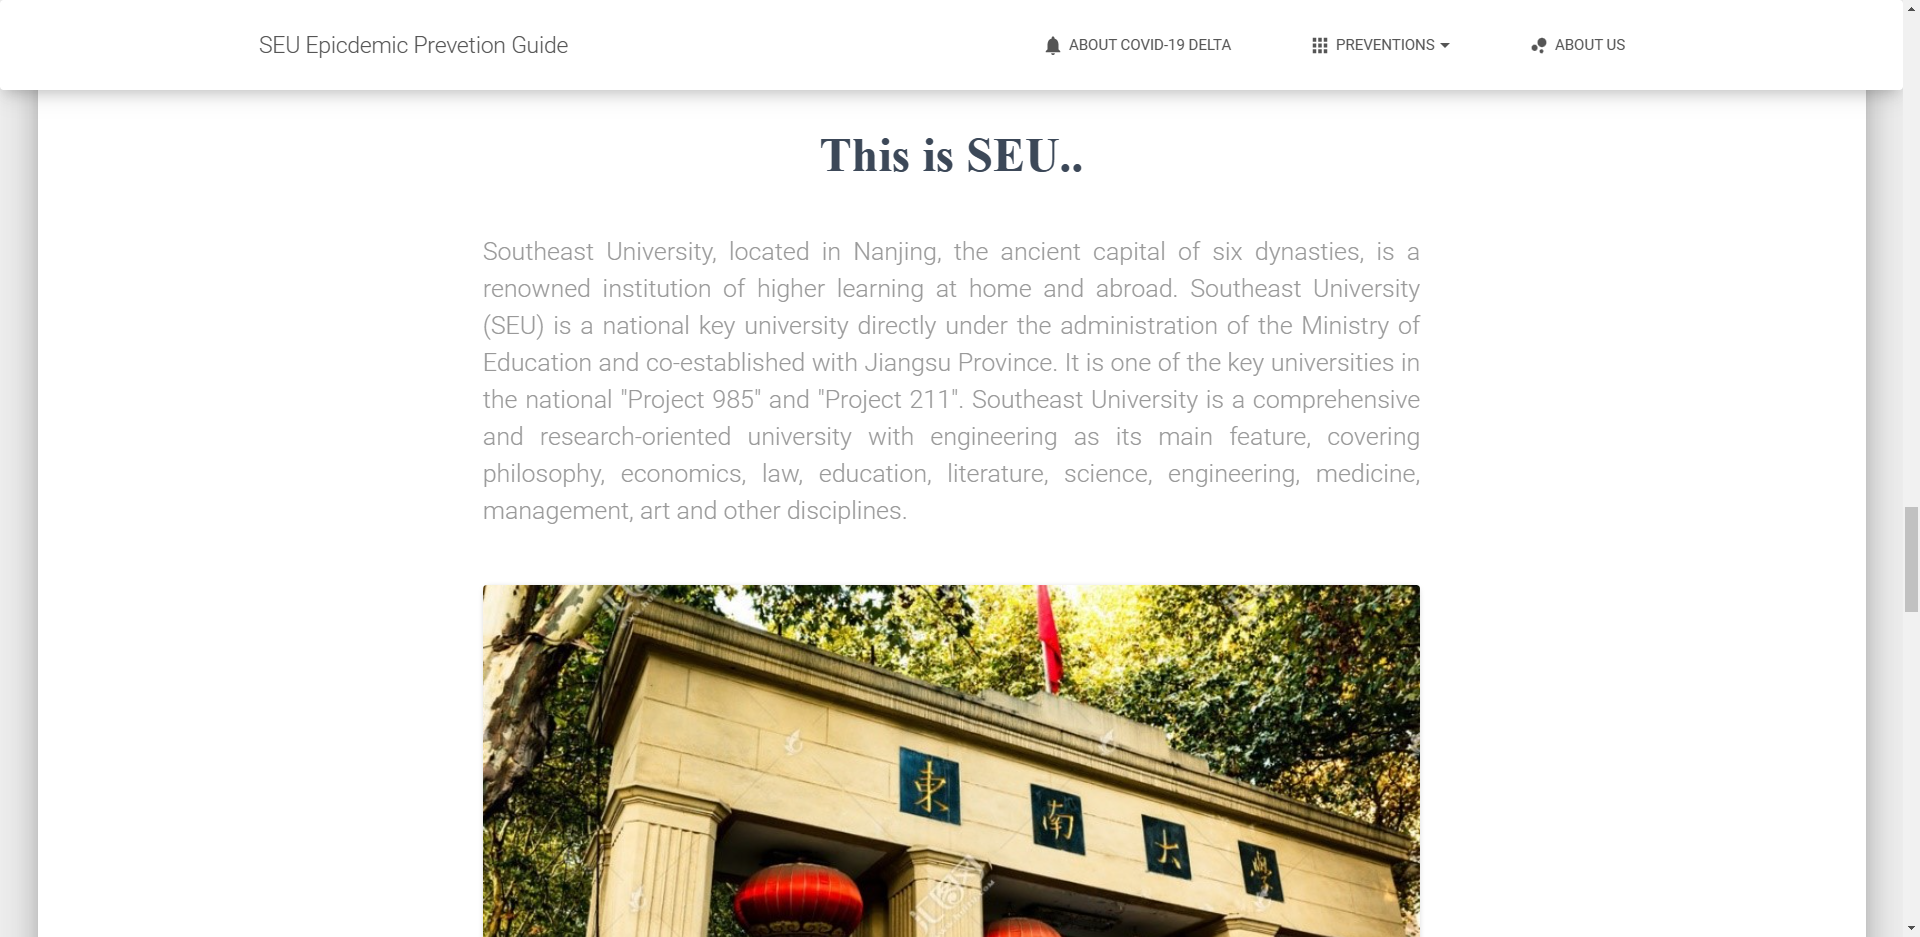 SEU Epicdemic Prevetion Guide
ABOUT COVID-19 DELTA
PREVENTIONS
ABOUT US
This is SEU..
Southeast University, located in Nanjing, the ancient capital of six dynasties, is a
renowned institution of higher learning at home and abroad. Southeast University
(SEU) is a national key university directly under the administration of the Ministry of
Education and co-established with Jiangsu Province. It is one of the key universities in
the national "Project 985" and "Project 211". Southeast University is a comprehensive
and research-oriented university with engineering as its main feature, covering
philosophy, economics, law, education, literature, science, engineering, medicine,
management, art and other disciplines.
東南大學